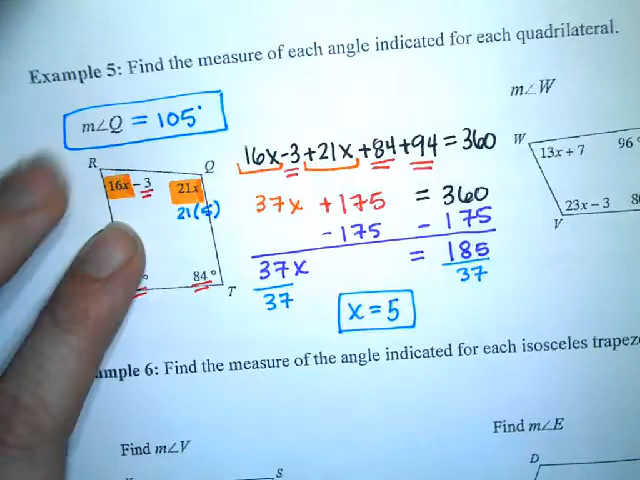 Example 5: Find the measure of each angle indicated for each quadrilateral.
m∠Q = 105°
m∠W
16x-3+21x+84+94=360
37x +175 = 360
-175 -175
37x = 185
37 37
x=5
R
Q
16x-3
21x
21(5)
84°
T
W
13x+7
96°
23x-3
V
mple 6: Find the measure of the angle indicated for each isosceles
Find m∠V
Find m∠E
S
D